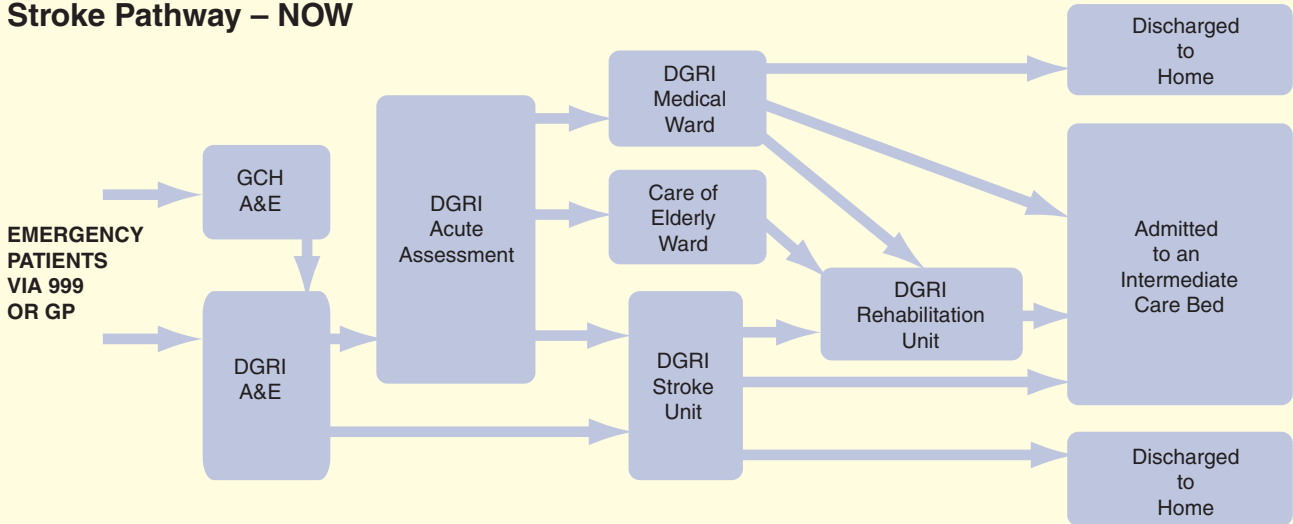 Stroke Pathway – NOW
EMERGENCY
PATIENTS
VIA 999
OR GP
GCH
A&E
DGRI
A&E
DGRI
Acute
Assessment
DGRI
Medical
Ward
Care of
Elderly
Ward
DGRI
Stroke
Unit
DGRI
Rehabilitation
Unit
Discharged
to
Home
Admitted
to an
Intermediate
Care Bed
Discharged
to
Home